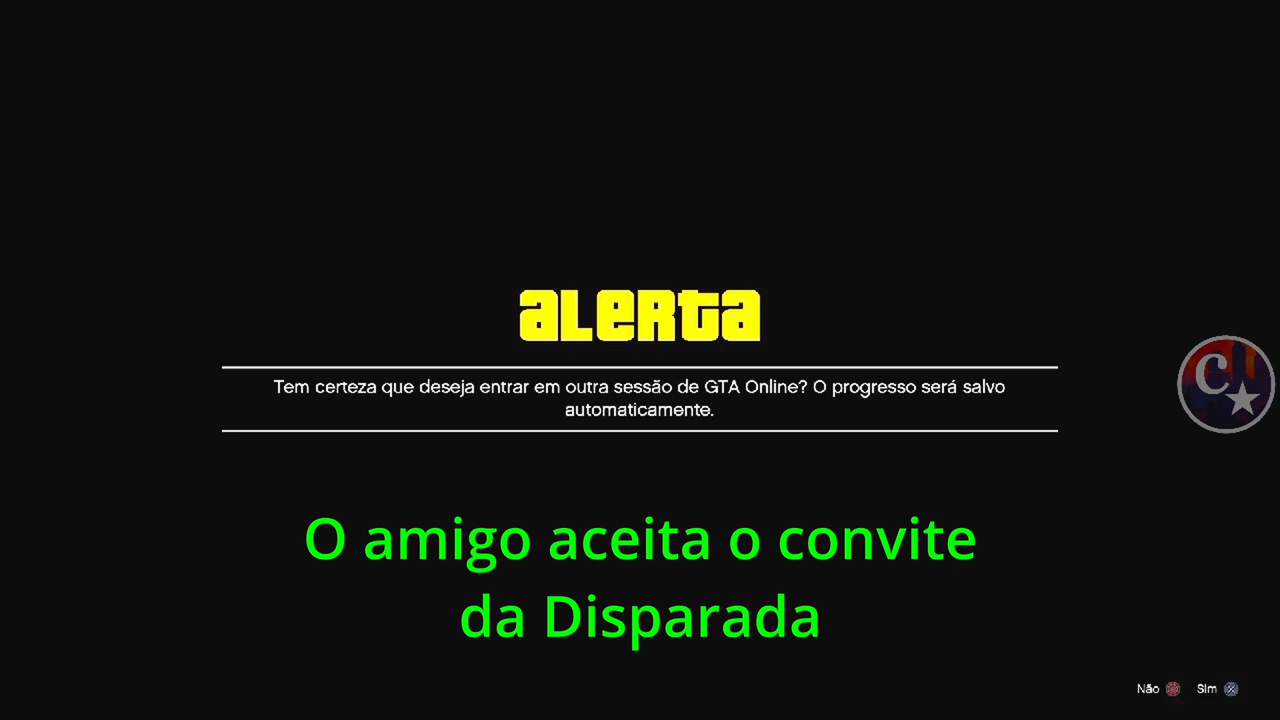 alerta
Tem certeza que deseja entrar em outra sessão de GTA Online? O progresso será salvo
automaticamente.
C
O amigo aceita o convite
da Disparada
Não Sim